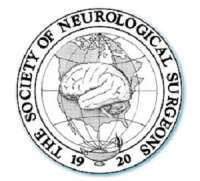 THE SOCIETY OF NEUROLOGICAL SURGEONS
19 20